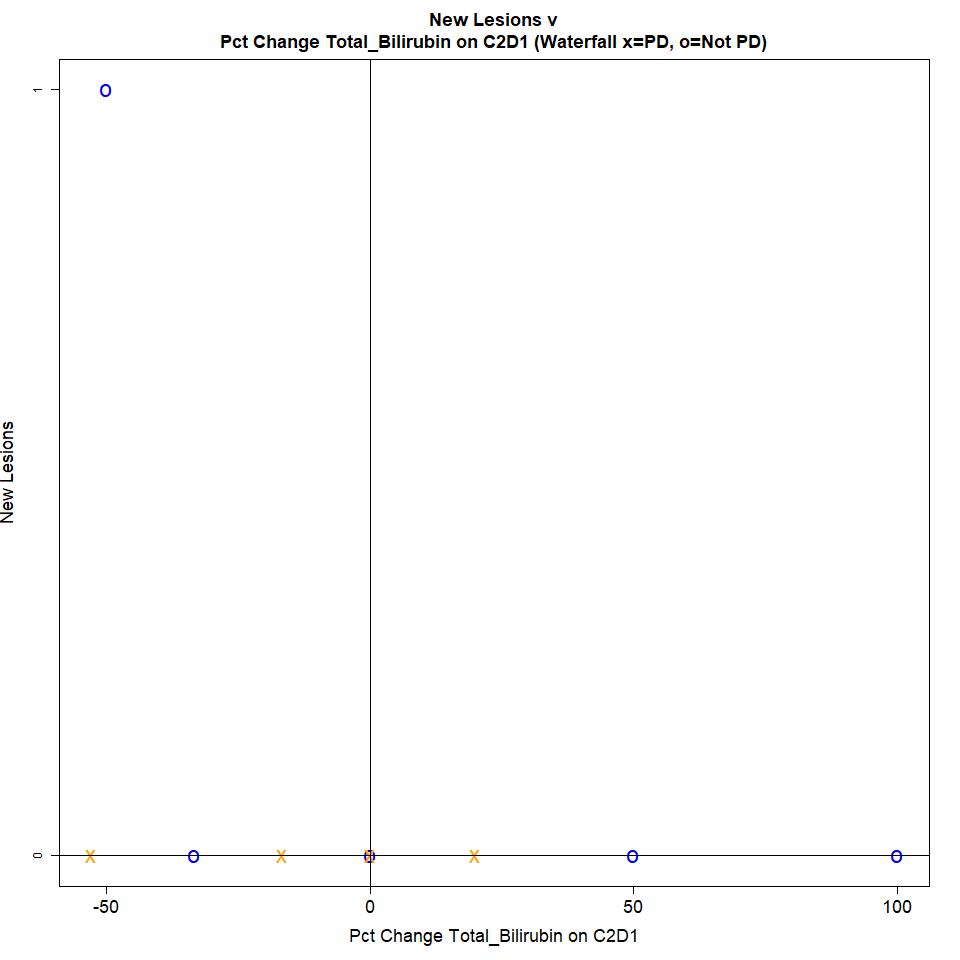 New Lesions v
Pct Change Total_Bilirubin on C2D1 (Waterfall x=PD, o=Not PD)
1
o
New Lesions
0
x o x o x x o o
-50 0 50 100
Pct Change Total_Bilirubin on C2D1